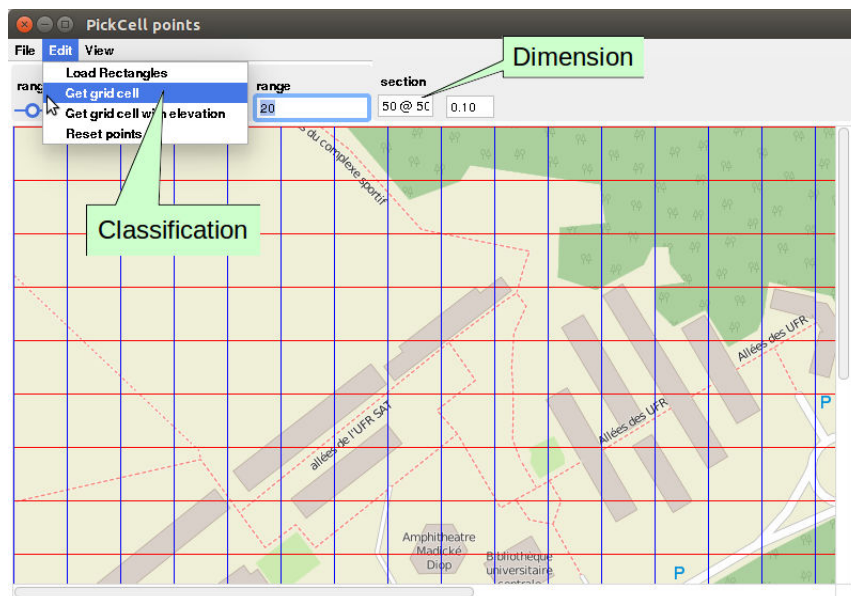 PickCell points
File Edit View
Dimension
Load Rectangles
Get grid cell
Get grid cell with elevation
Reset points
rang
range
section
20
50 @ 50
0.10
Classification
du complexe sportif
Allées des UFR
P
Allées des UFR
allées de l'UFR SAT
Amphitheatre
Madické
Diop
Bibliothèque
universitaire
centrale
P